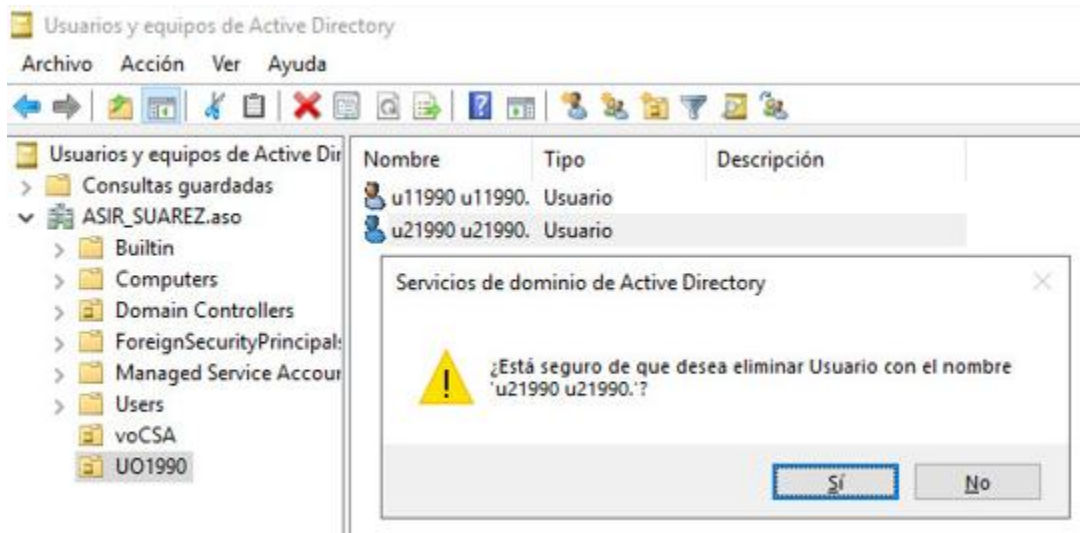 Usuarios y equipos de Active Directory
Archivo Acción Ver Ayuda
Usuarios y equipos de Active Dir
Consultas guardadas
ASIR_SUAREZ.aso
Builtin
Computers
Domain Controllers
ForeignSecurityPrincipals
Managed Service Accour
Users
voCSA
UO1990
Nombre Tipo Descripción
u11990 u11990. Usuario
u21990 u21990. Usuario
Servicios de dominio de Active Directory
¿Está seguro de que desea eliminar Usuario con el nombre
'u21990 u21990.'?
Sí No